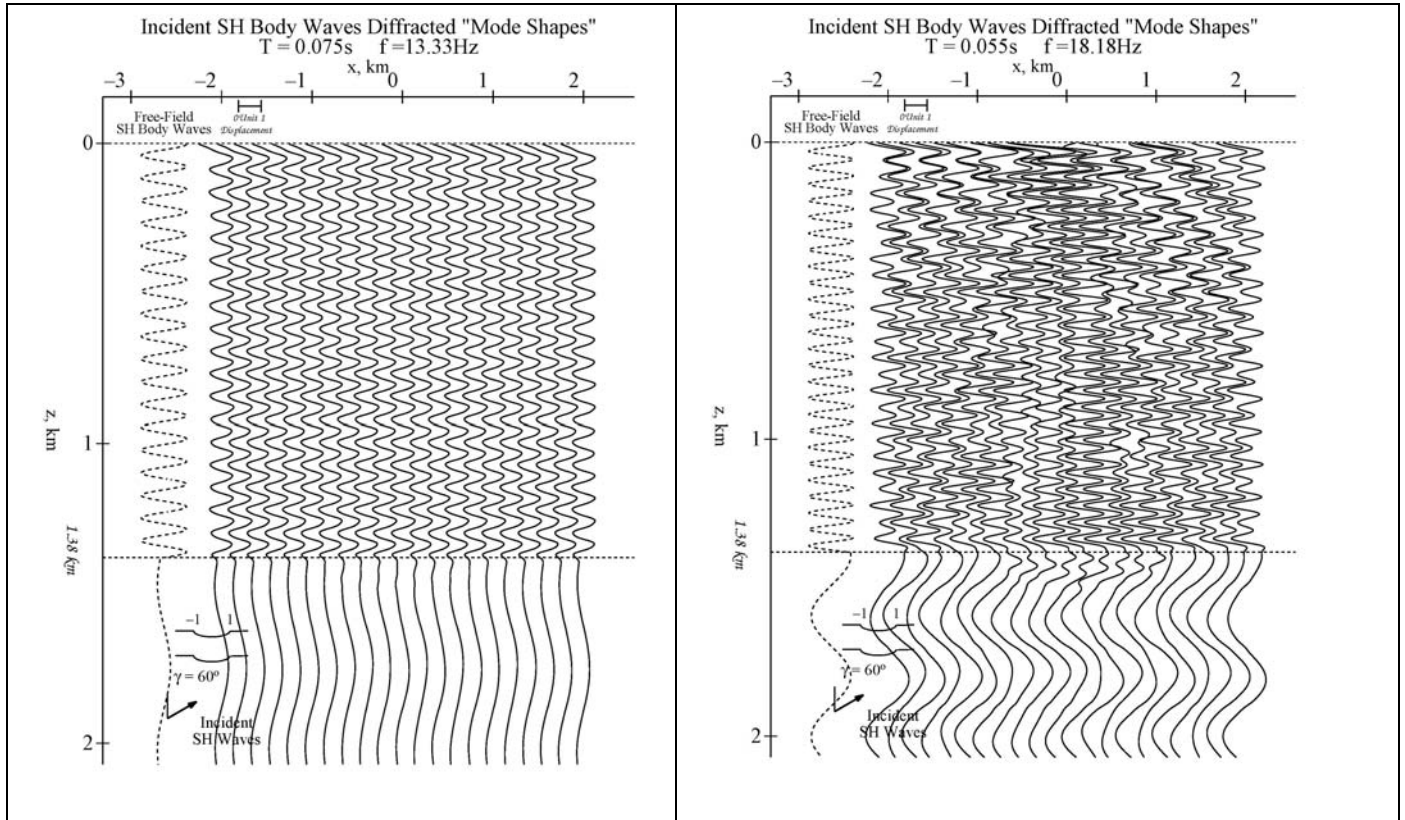 Incident SH Body Waves Diffracted "Mode Shapes"
T = 0.075s f =13.33Hz
x, km
−3 −2 −1 0 1 2
Free-Field
SH Body Waves
0 Unit 1
Displacement
0
z, km
1
1.38 km
−1 1
γ = 60º
Incident
SH Waves
2
Incident SH Body Waves Diffracted "Mode Shapes"
T = 0.055s f =18.18Hz
x, km
−3 −2 −1 0 1 2
Free-Field
SH Body Waves
0 Unit 1
Displacement
0
z, km
1
1.38 km
−1 1
γ = 60º
Incident
SH Waves
2